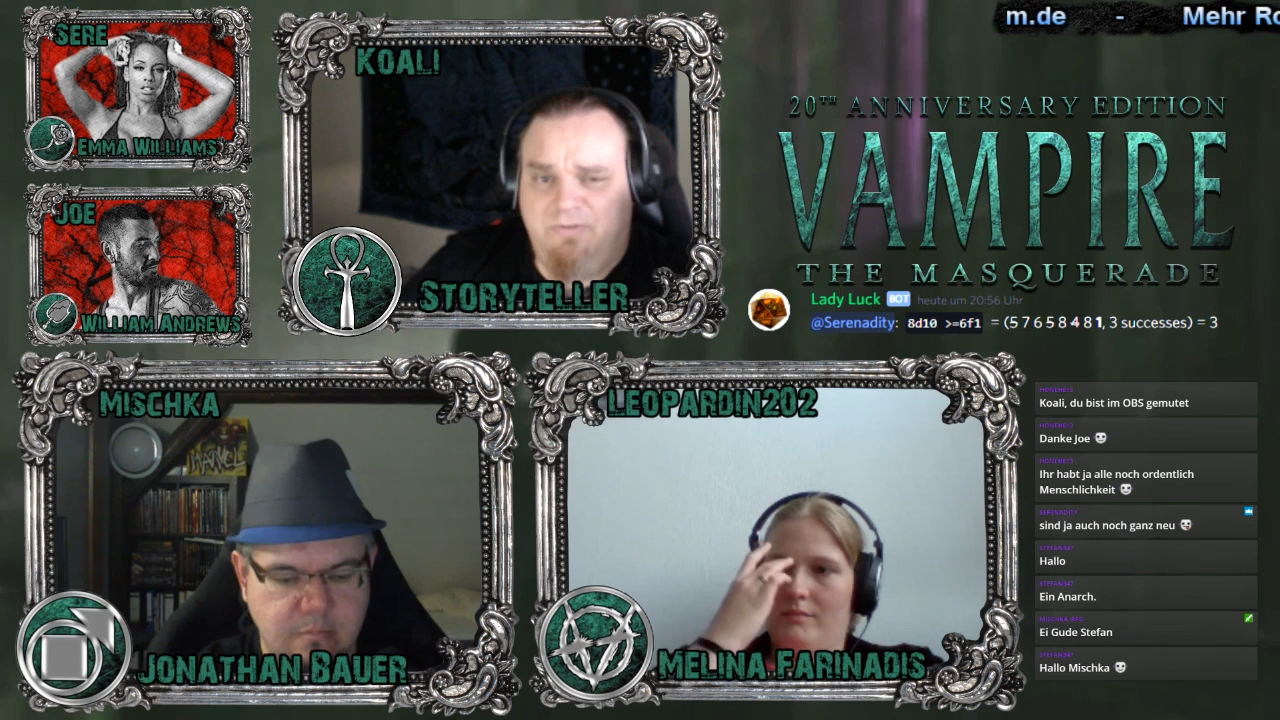 m.de - Mehr Ro
SERE
EMMA WILLIAMS
JOE
WILLIAM ANDREWS
KOALI
STORYTELLER
20TH ANNIVERSARY EDITION
VAMPIRE
THE MASQUERADE
Lady Luck BOT heute um 20:56 Uhr
@Serenadity: 8d10 >=6f1 = (5 7 6 5 8 4 8 1, 3 successes) = 3
MISCHKA
JONATHAN BAUER
LEOPARDIN202
MELINA FARINADIS
Koali, du bist im OBS gemutet
Danke Joe
Ihr habt ja alle noch ordentlich
Menschlichkeit
SERENADITY
sind ja auch noch ganz neu
Hallo
Ein Anarch.
Ei Gude Stefan
Hallo Mischka